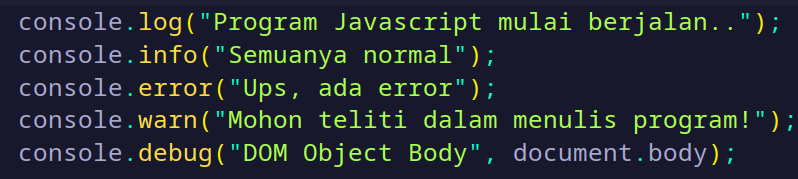 console.log("Program Javascript mulai berjalan..");
console.info("Semuanya normal");
console.error("Ups, ada error");
console.warn("Mohon teliti dalam menulis program!");
console.debug("DOM Object Body", document.body);